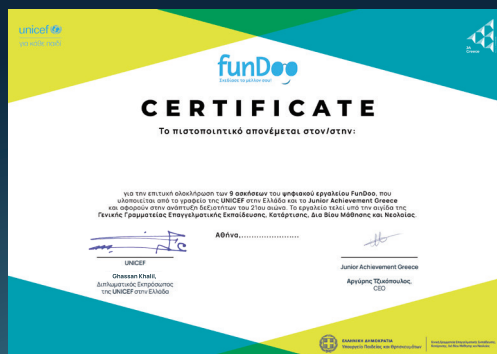 unicef
για κάθε παιδί
JA
Greece
funDoo
Σχεδίασε το μέλλον σου!
CERTIFICATE
Το πιστοποιητικό απονέμεται στον/στην:
για την επιτυχή ολοκλήρωση των 9 ασκήσεων του ψηφιακού εργαλείου FunDoo, που
υλοποιείται από το γραφείο της UNICEF στην Ελλάδα και το Junior Achievement Greece
και αφορούν στην ανάπτυξη δεξιοτήτων του 21ου αιώνα. Το εργαλείο τελεί υπό την αιγίδα της
Γενικής Γραμματείας Επαγγελματικής Εκπαίδευσης, Κατάρτισης, Δια Βίου Μάθησης και Νεολαίας.
Αθήνα,........................
UNICEF
Junior Achievement Greece
Ghassan Khalil,
Διπλωματικός Εκπρόσωπος
της UNICEF στην Ελλάδα
Αργύρης Τζικόπουλος,
CEO
ΕΛΛΗΝΙΚΗ ΔΗΜΟΚΡΑΤΙΑ
Υπουργείο Παιδείας και Θρησκευμάτων